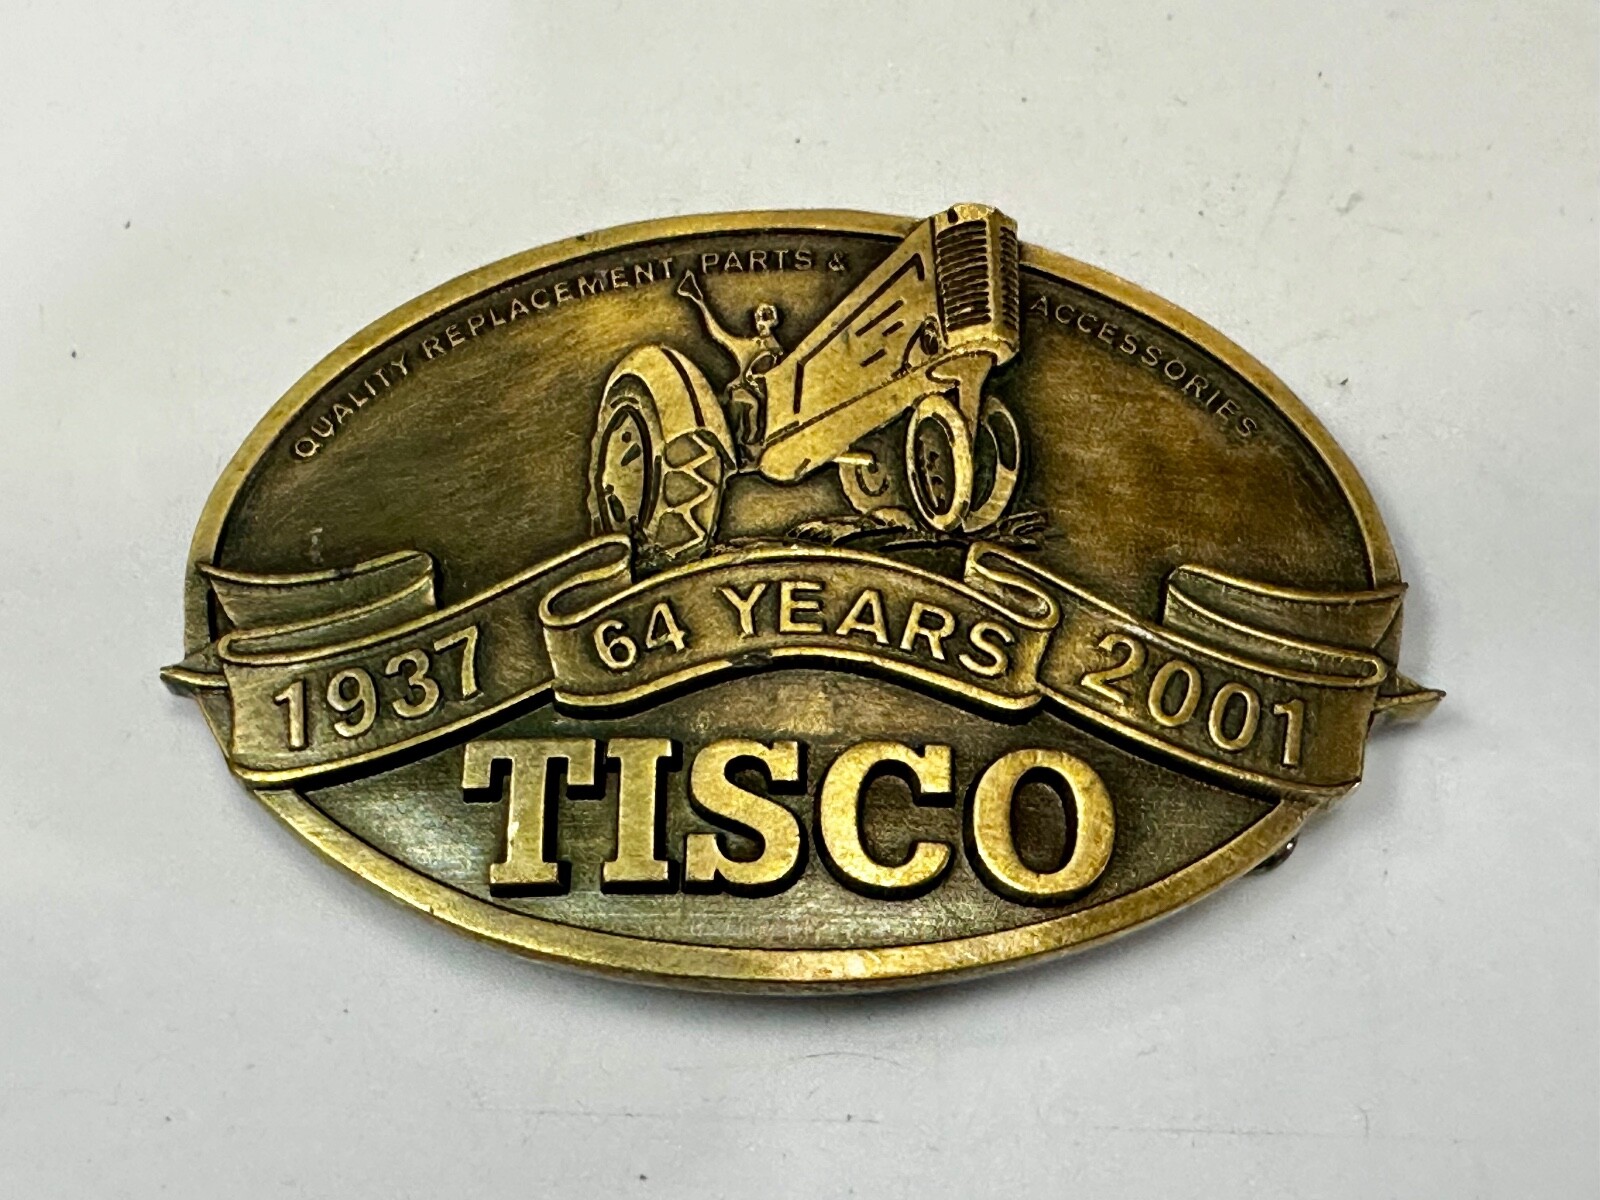 QUALITY REPLACEMENT PARTS & ACCESSORIES
1937 64 YEARS 2001
TISCO